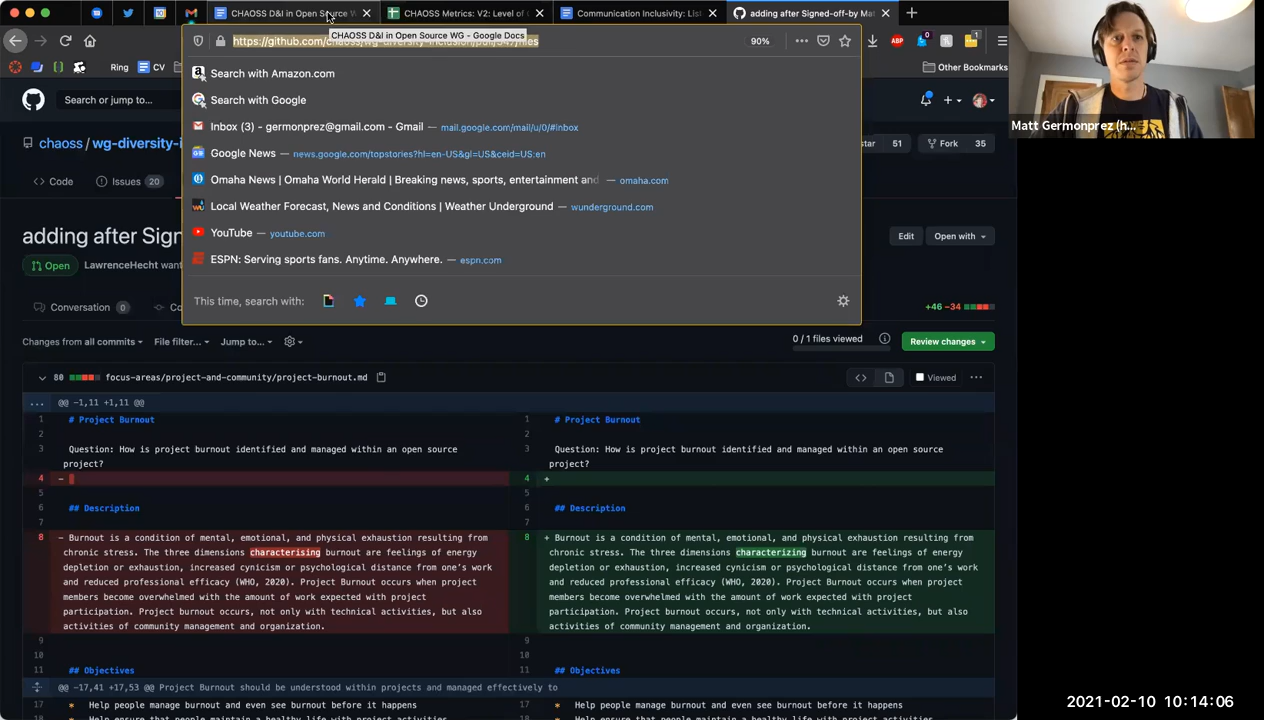 CHAOSS D&I in Open Source W
CHAOSS Metrics: V2: Level of
Communication Inclusivity: List
adding after Signed-off-by Mat
CHAOSS D&I in Open Source WG - Google Docs
90%
ABP
0
1
Ring
CV
Other Bookmarks
Search with Amazon.com
Search with Google
Inbox (3) - germonprez@gmail.com - Gmail — mail.google.com/mail/u/0/#inbox
Google News — news.google.com/topstories?hl=en-US&gl=US&ceid=US:en
Omaha News | Omaha World Herald | Breaking news, sports, entertainment and — omaha.com
Local Weather Forecast, News and Conditions | Weather Underground — wunderground.com
YouTube — youtube.com
ESPN: Serving sports fans. Anytime. Anywhere. — espn.com
This time, search with:
Search or jump to...
chaoss / wg-diversity-i
star 51
Fork 35
Code
Issues 20
adding after Sign
Edit
Open with
Open
LawrenceHecht want
Conversation 0
Co
+46 −34
Changes from all commits
File filter...
Jump to...
0 / 1 files viewed
Review changes
80 focus-areas/project-and-community/project-burnout.md
Viewed
... @@ -1,11 +1,11 @@
1 # Project Burnout 1 # Project Burnout
2 2
3 Question: How is project burnout identified and managed within an open source 3 Question: How is project burnout identified and managed within an open source
project? project?
4 - 4 +
5 5
6 ## Description 6 ## Description
7 7
8 - Burnout is a condition of mental, emotional, and physical exhaustion resulting from 8 + Burnout is a condition of mental, emotional, and physical exhaustion resulting from
chronic stress. The three dimensions characterising burnout are feelings of energy chronic stress. The three dimensions characterizing burnout are feelings of energy
depletion or exhaustion, increased cynicism or psychological distance from one's work depletion or exhaustion, increased cynicism or psychological distance from one's work
and reduced professional efficacy (WHO, 2020). Project Burnout occurs when project and reduced professional efficacy (WHO, 2020). Project Burnout occurs when project
members become overwhelmed with the amount of work expected with project members become overwhelmed with the amount of work expected with project
participation. Project burnout occurs, not only with technical activities, but also participation. Project burnout occurs, not only with technical activities, but also
activities of community management and organization. activities of community management and organization.
9 9
10 10
11 ## Objectives 11 ## Objectives
@@ -17,41 +17,53 @@ Project Burnout should be understood within projects and managed effectively to
17 * Help people manage burnout and even see burnout before it happens 17 * Help people manage burnout and even see burnout before it happens
Matt Germonprez (h...
2021-02-10 10:14:06